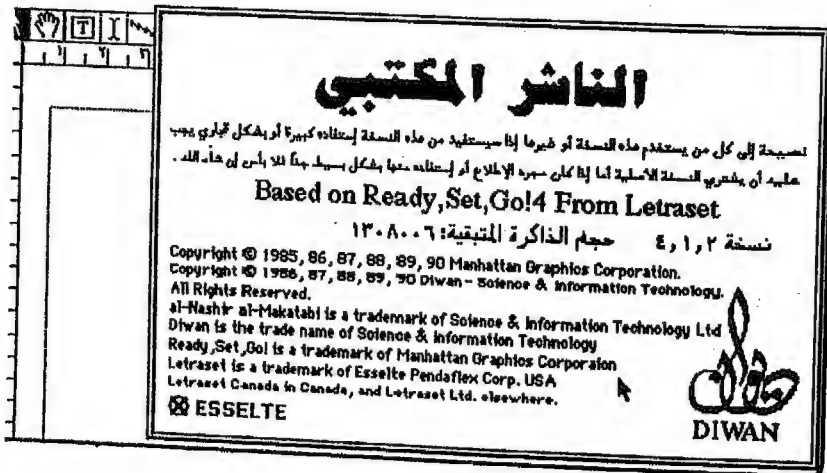 الناشر المكتبي
نصيحة إلى كل من يستخدم هذه النسخة أو غيرها إذا سيستفيد من هذه النسخة إستفاده كبيرة أو بشكل تجاري يجب
عليه أن يشتري النسخة الأصلية أما إذا كان مجرد الإطلاع أو إستفاده منها بشكل بسيط جداً فلا بأس إن شاء الله .
Based on Ready,Set,Go!4 From Letraset
نسخة ٤,١,٢ حجم الذاكرة المتبقية: ١٣٠٨٠٠٦
Copyright © 1985, 86, 87, 88, 89, 90 Manhattan Graphics Corporation.
Copyright © 1986, 87, 88, 89, 90 Diwan - Science & Information Technology.
All Rights Reserved.
al-Nashir al-Makatabi is a trademark of Science & Information Technology Ltd
Diwan is the trade name of Science & Information Technology
Ready,Set,Go! is a trademark of Manhattan Graphics Corporaion
Letraset is a trademark of Esselte Pendaflex Corp. USA
Letraset Canada in Canada, and Letraset Ltd. elsewhere.
ESSELTE
DIWAN